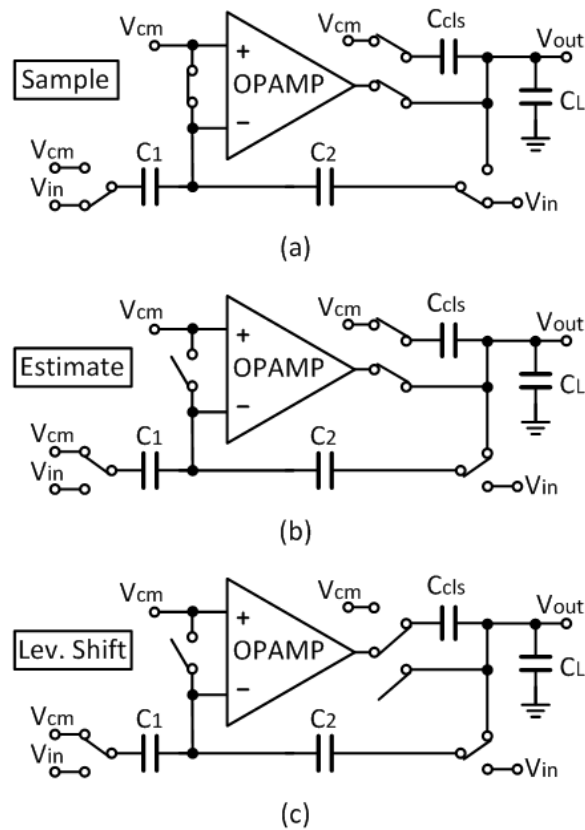 Vcm
Ccls
Vcm
Vout
+
OPAMP
Sample
−
CL
Vcm
C1
C2
Vin
Vin
(a)
Vcm
Ccls
Vcm
Vout
+
OPAMP
Estimate
−
CL
Vcm
C1
C2
Vin
Vin
(b)
Vcm
Ccls
Vcm
Vout
+
OPAMP
Lev. Shift
−
CL
Vcm
C1
C2
Vin
Vin
(c)